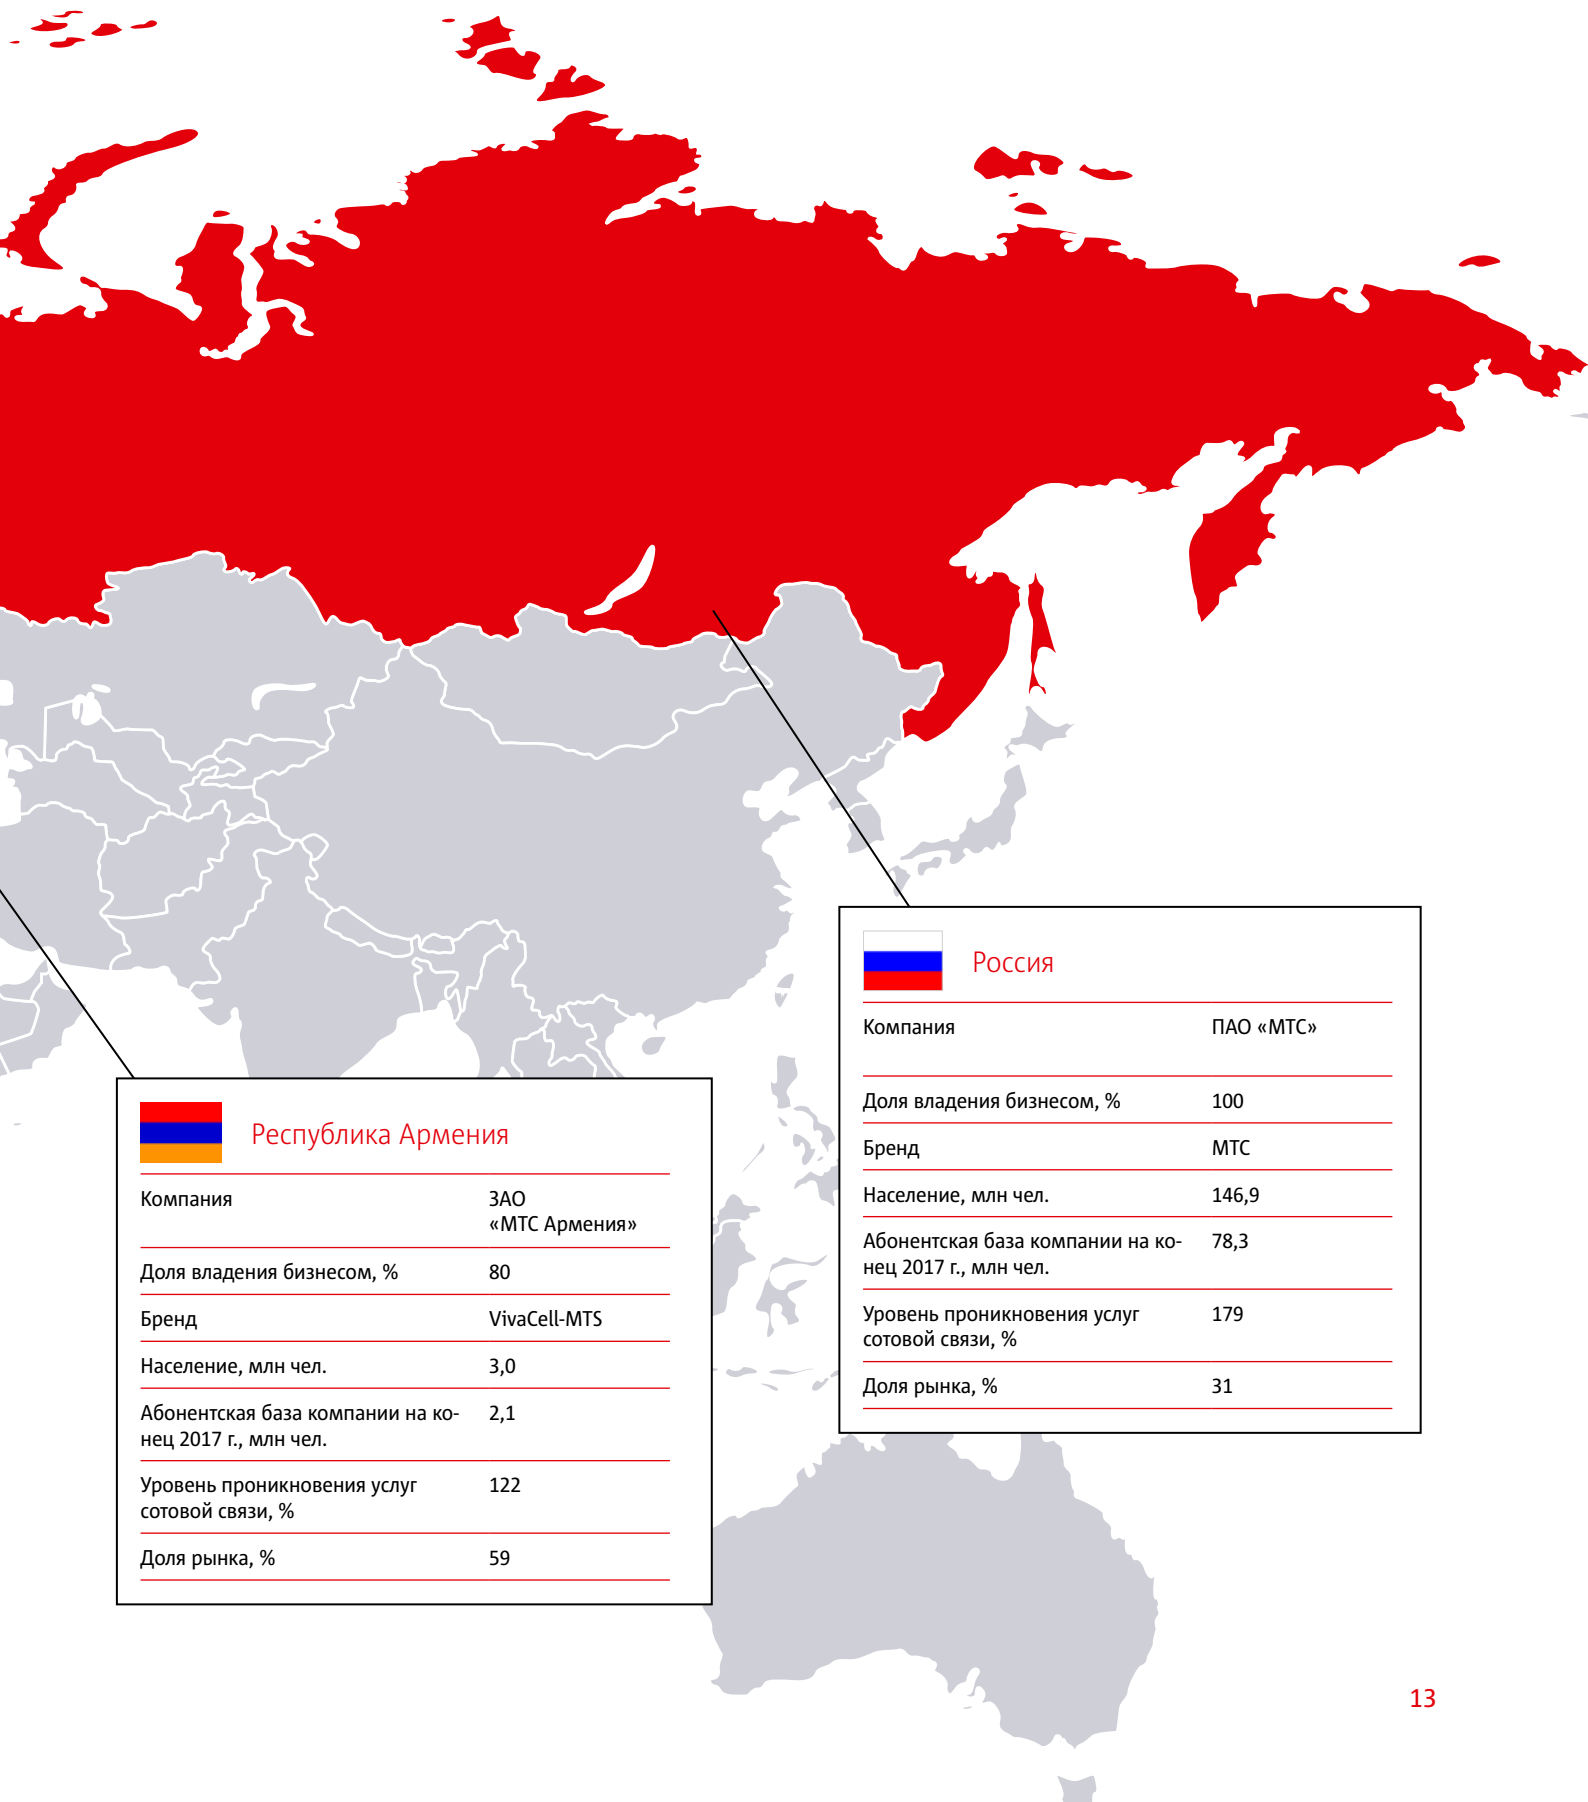 Россия
Компания ПАО «МТС»
Доля владения бизнесом, % 100
Бренд МТС
Население, млн чел. 146,9
Абонентская база компании на ко- 78,3
нец 2017 г., млн чел.
Уровень проникновения услуг 179
сотовой связи, %
Доля рынка, % 31
Республика Армения
Компания ЗАО
«МТС Армения»
Доля владения бизнесом, % 80
Бренд VivaCell-MTS
Население, млн чел. 3,0
Абонентская база компании на ко- 2,1
нец 2017 г., млн чел.
Уровень проникновения услуг 122
сотовой связи, %
Доля рынка, % 59
13